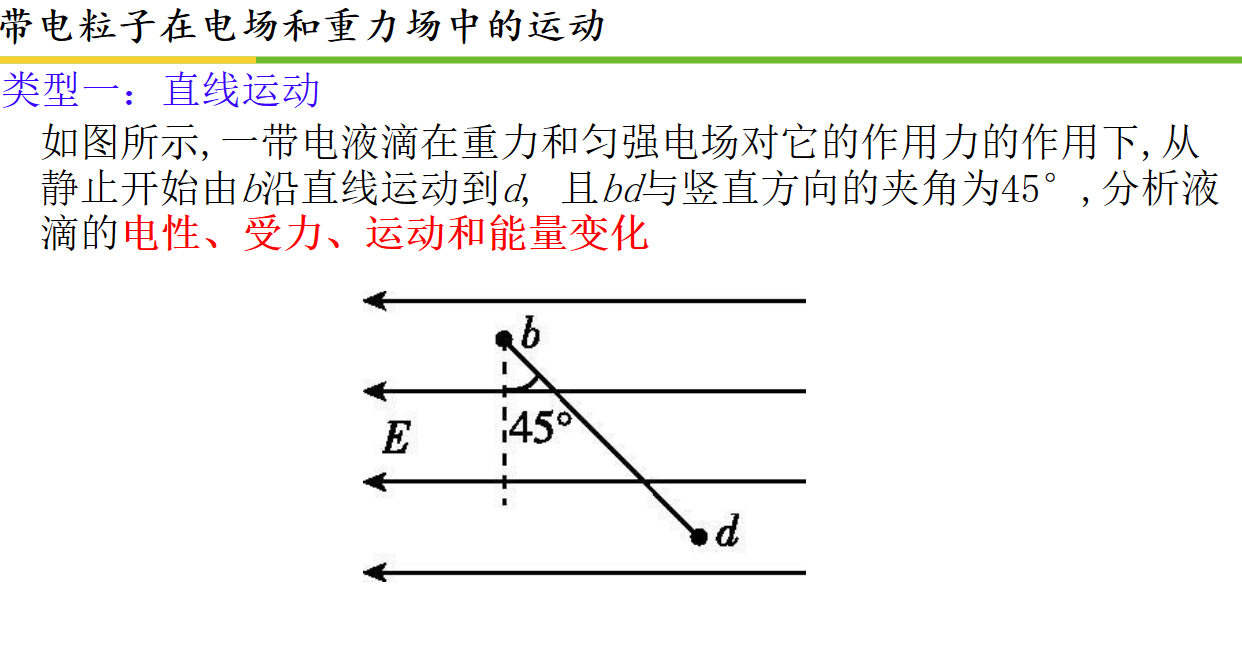 带电粒子在电场和重力场中的运动
类型一：直线运动
如图所示,一带电液滴在重力和匀强电场对它的作用力的作用下,从
静止开始由b沿直线运动到d, 且bd与竖直方向的夹角为45°,分析液
滴的电性、受力、运动和能量变化
b
45°
E
d